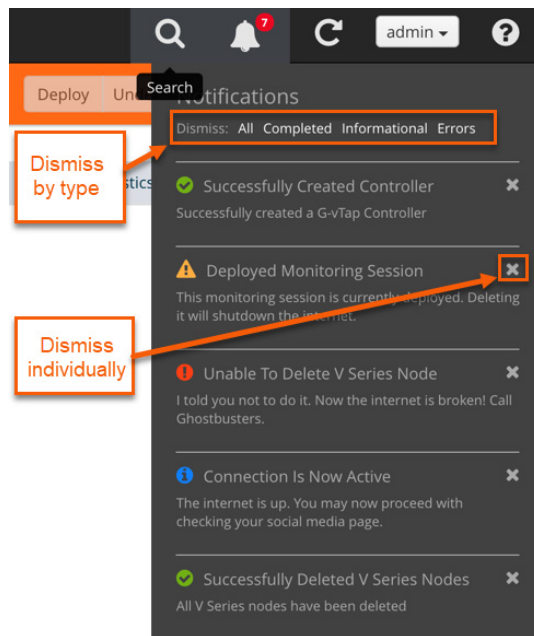 7
admin
?
Deploy
Und
Search
Notifications
Dismiss: All Completed Informational Errors
Dismiss
by type
stics
Successfully Created Controller
Successfully created a G-vTap Controller
Deployed Monitoring Session
This monitoring session is currently deployed. Deleting
it will shutdown the internet.
Dismiss
individually
Unable To Delete V Series Node
I told you not to do it. Now the internet is broken! Call
Ghostbusters.
Connection Is Now Active
The internet is up. You may now proceed with
checking your social media page.
Successfully Deleted V Series Nodes
All V Series nodes have been deleted